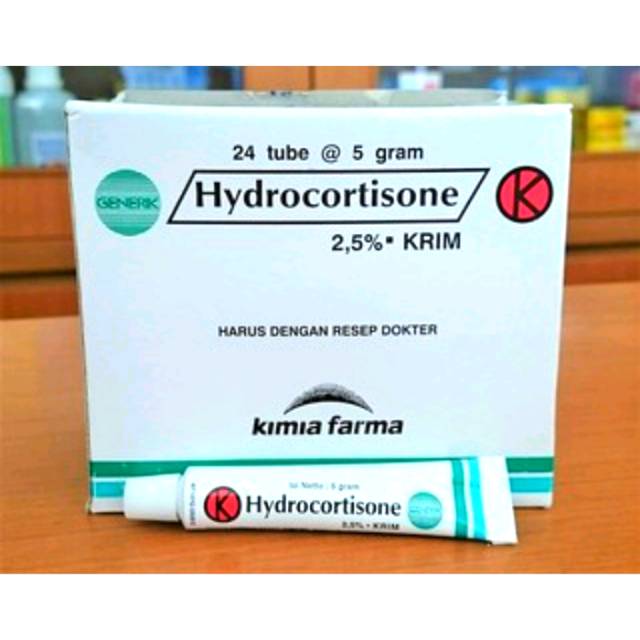 24 tube @ 5 gram
GENERIK
Hydrocortisone
K
2,5% ▪ KRIM
HARUS DENGAN RESEP DOKTER
kimia farma
Isi Netto : 5 gram
K
Hydrocortisone
2,5% ▪ KRIM